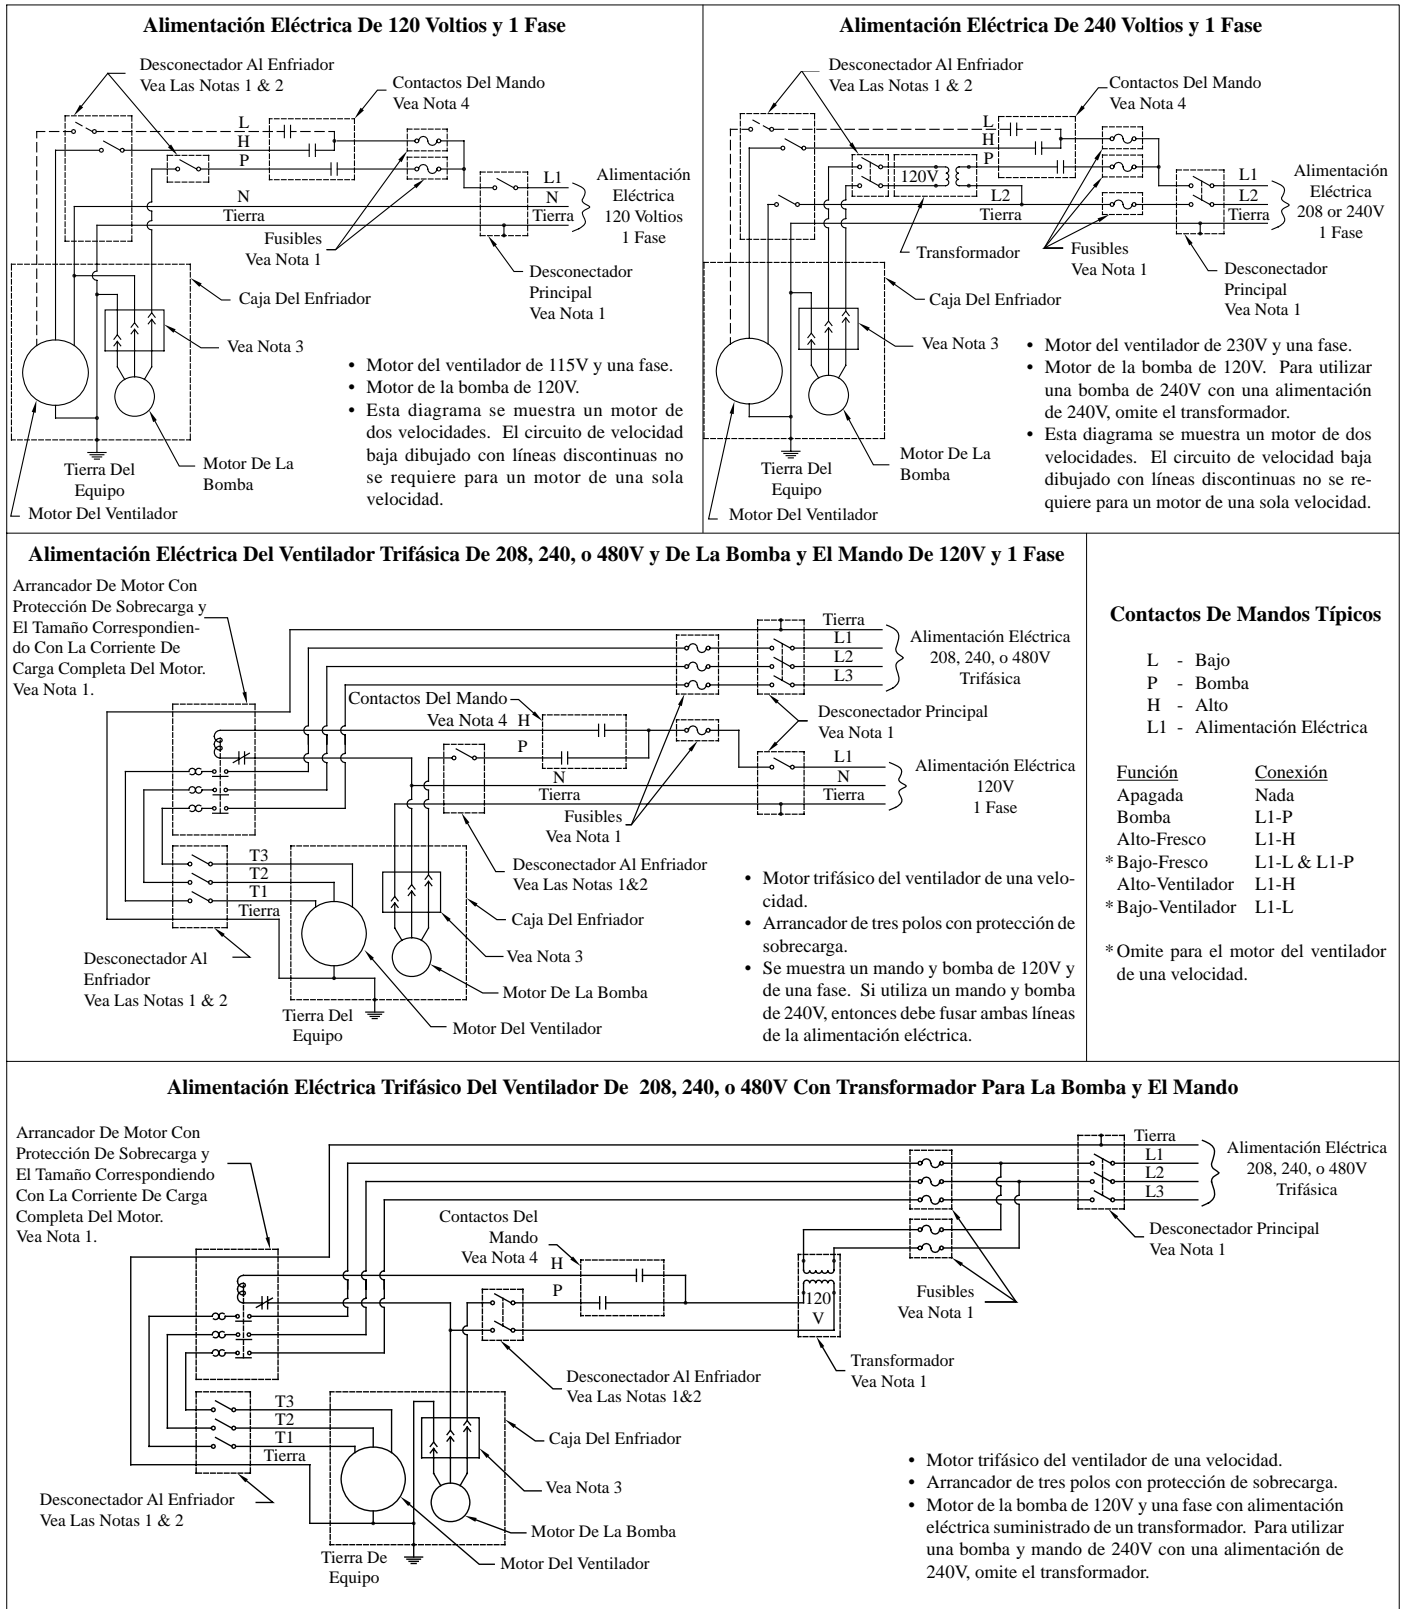 Alimentación Eléctrica De 120 Voltios y 1 Fase
Desconectador Al Enfriador
Vea Las Notas 1 & 2
Contactos Del Mando
Vea Nota 4
L
H
P
N
Tierra
L1
N
Tierra
Alimentación
Eléctrica
120 Voltios
1 Fase
Fusibles
Vea Nota 1
Desconectador
Principal
Vea Nota 1
Caja Del Enfriador
Vea Nota 3
Tierra Del
Equipo
Motor De La
Bomba
Motor Del Ventilador
• Motor del ventilador de 115V y una fase.
• Motor de la bomba de 120V.
• Esta diagrama se muestra un motor de
dos velocidades. El circuito de velocidad
baja dibujado con líneas discontinuas no
se requiere para un motor de una sola
velocidad.
Alimentación Eléctrica De 240 Voltios y 1 Fase
Desconectador Al Enfriador
Vea Las Notas 1 & 2
Contactos Del Mando
Vea Nota 4
L
H
P
120V
L2
Tierra
L1
L2
Tierra
Alimentación
Eléctrica
208 or 240V
1 Fase
Transformador
Fusibles
Vea Nota 1
Desconectador
Principal
Vea Nota 1
Caja Del Enfriador
Vea Nota 3
Tierra Del
Equipo
Motor De La
Bomba
Motor Del Ventilador
• Motor del ventilador de 230V y una fase.
• Motor de la bomba de 120V. Para utilizar
una bomba de 240V con una alimentación
de 240V, omite el transformador.
• Esta diagrama se muestra un motor de dos
velocidades. El circuito de velocidad baja
dibujado con líneas discontinuas no se re-
quiere para un motor de una sola velocidad.
Alimentación Eléctrica Del Ventilador Trifásica De 208, 240, o 480V y De La Bomba y El Mando De 120V y 1 Fase
Arrancador De Motor Con
Protección De Sobrecarga y
El Tamaño Correspondien-
do Con La Corriente De
Carga Completa Del Motor.
Vea Nota 1.
Tierra
L1
L2
L3
Alimentación Eléctrica
208, 240, o 480V
Trifásica
Contactos Del Mando
Vea Nota 4
H
P
N
Tierra
Desconectador Principal
Vea Nota 1
L1
N
Tierra
Alimentación Eléctrica
120V
1 Fase
Fusibles
Vea Nota 1
T3
T2
T1
Tierra
Desconectador Al Enfriador
Vea Las Notas 1&2
Caja Del Enfriador
Vea Nota 3
Motor De La Bomba
Desconectador Al
Enfriador
Vea Las Notas 1 & 2
Tierra Del
Equipo
Motor Del Ventilador
• Motor trifásico del ventilador de una velo-
cidad.
• Arrancador de tres polos con protección de
sobrecarga.
• Se muestra un mando y bomba de 120V y
de una fase. Si utiliza un mando y bomba
de 240V, entonces debe fusar ambas líneas
de la alimentación eléctrica.
Contactos De Mandos Típicos
L - Bajo
P - Bomba
H - Alto
L1 - Alimentación Eléctrica
Función Conexión
Apagada Nada
Bomba L1-P
Alto-Fresco L1-H
* Bajo-Fresco L1-L & L1-P
Alto-Ventilador L1-H
* Bajo-Ventilador L1-L
* Omite para el motor del ventilador
de una velocidad.
Alimentación Eléctrica Trifásico Del Ventilador De 208, 240, o 480V Con Transformador Para La Bomba y El Mando
Arrancador De Motor Con
Protección De Sobrecarga y
El Tamaño Correspondiendo
Con La Corriente De Carga
Completa Del Motor.
Vea Nota 1.
Tierra
L1
L2
L3
Alimentación Eléctrica
208, 240, o 480V
Trifásica
Contactos Del
Mando
Vea Nota 4
H
P
Desconectador Principal
Vea Nota 1
Fusibles
Vea Nota 1
120
V
Transformador
Vea Nota 1
Desconectador Al Enfriador
Vea Las Notas 1&2
T3
T2
T1
Tierra
Caja Del Enfriador
Vea Nota 3
Motor De La Bomba
Desconectador Al Enfriador
Vea Las Notas 1 & 2
Tierra De
Equipo
Motor Del Ventilador
• Motor trifásico del ventilador de una velocidad.
• Arrancador de tres polos con protección de sobrecarga.
• Motor de la bomba de 120V y una fase con alimentación
eléctrica suministrado de un transformador. Para utilizar
una bomba y mando de 240V con una alimentación de
240V, omite el transformador.